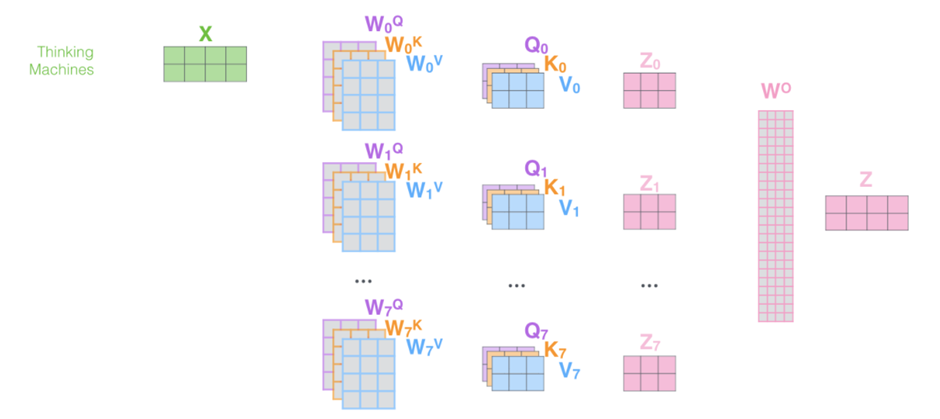 Thinking
Machines
X
W₀Q
W₀K
W₀V
Q₀
K₀
V₀
Z₀
W₁Q
W₁K
W₁V
Q₁
K₁
V₁
Z₁
WO
Z
...
...
...
W₇Q
W₇K
W₇V
Q₇
K₇
V₇
Z₇